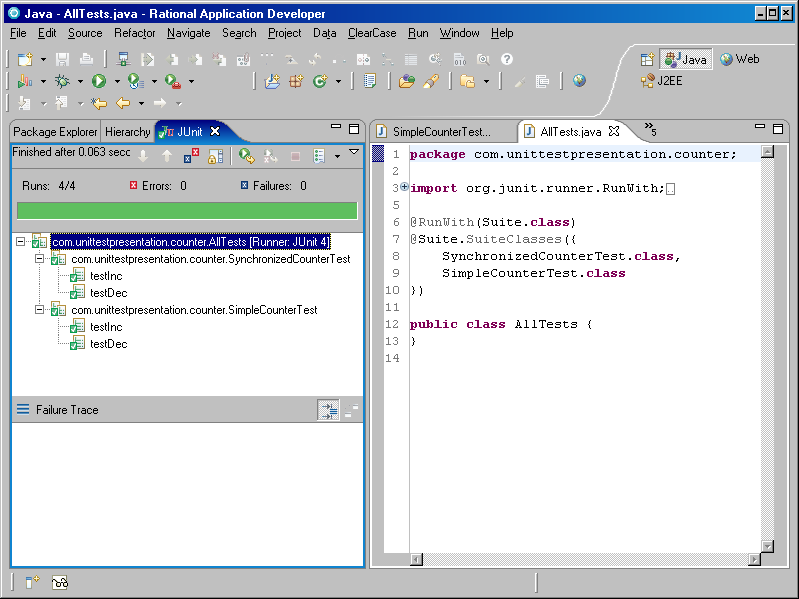 Java - AllTests.java - Rational Application Developer
File Edit Source Refactor Navigate Search Project Data ClearCase Run Window Help
Java Web
J2EE
Package Explorer Hierarchy JUnit
Finished after 0.063 secc
Runs: 4/4 Errors: 0 Failures: 0
com.unittestpresentation.counter.AllTests [Runner: JUnit 4]
com.unittestpresentation.counter.SynchronizedCounterTest
testInc
testDec
com.unittestpresentation.counter.SimpleCounterTest
testInc
testDec
Failure Trace
SimpleCounterTest... AllTests.java »5
1 package com.unittestpresentation.counter;
2
3 import org.junit.runner.RunWith;
5
6 @RunWith(Suite.class)
7 @Suite.SuiteClasses({
8 SynchronizedCounterTest.class,
9 SimpleCounterTest.class
10 })
11
12 public class AllTests {
13 }
14